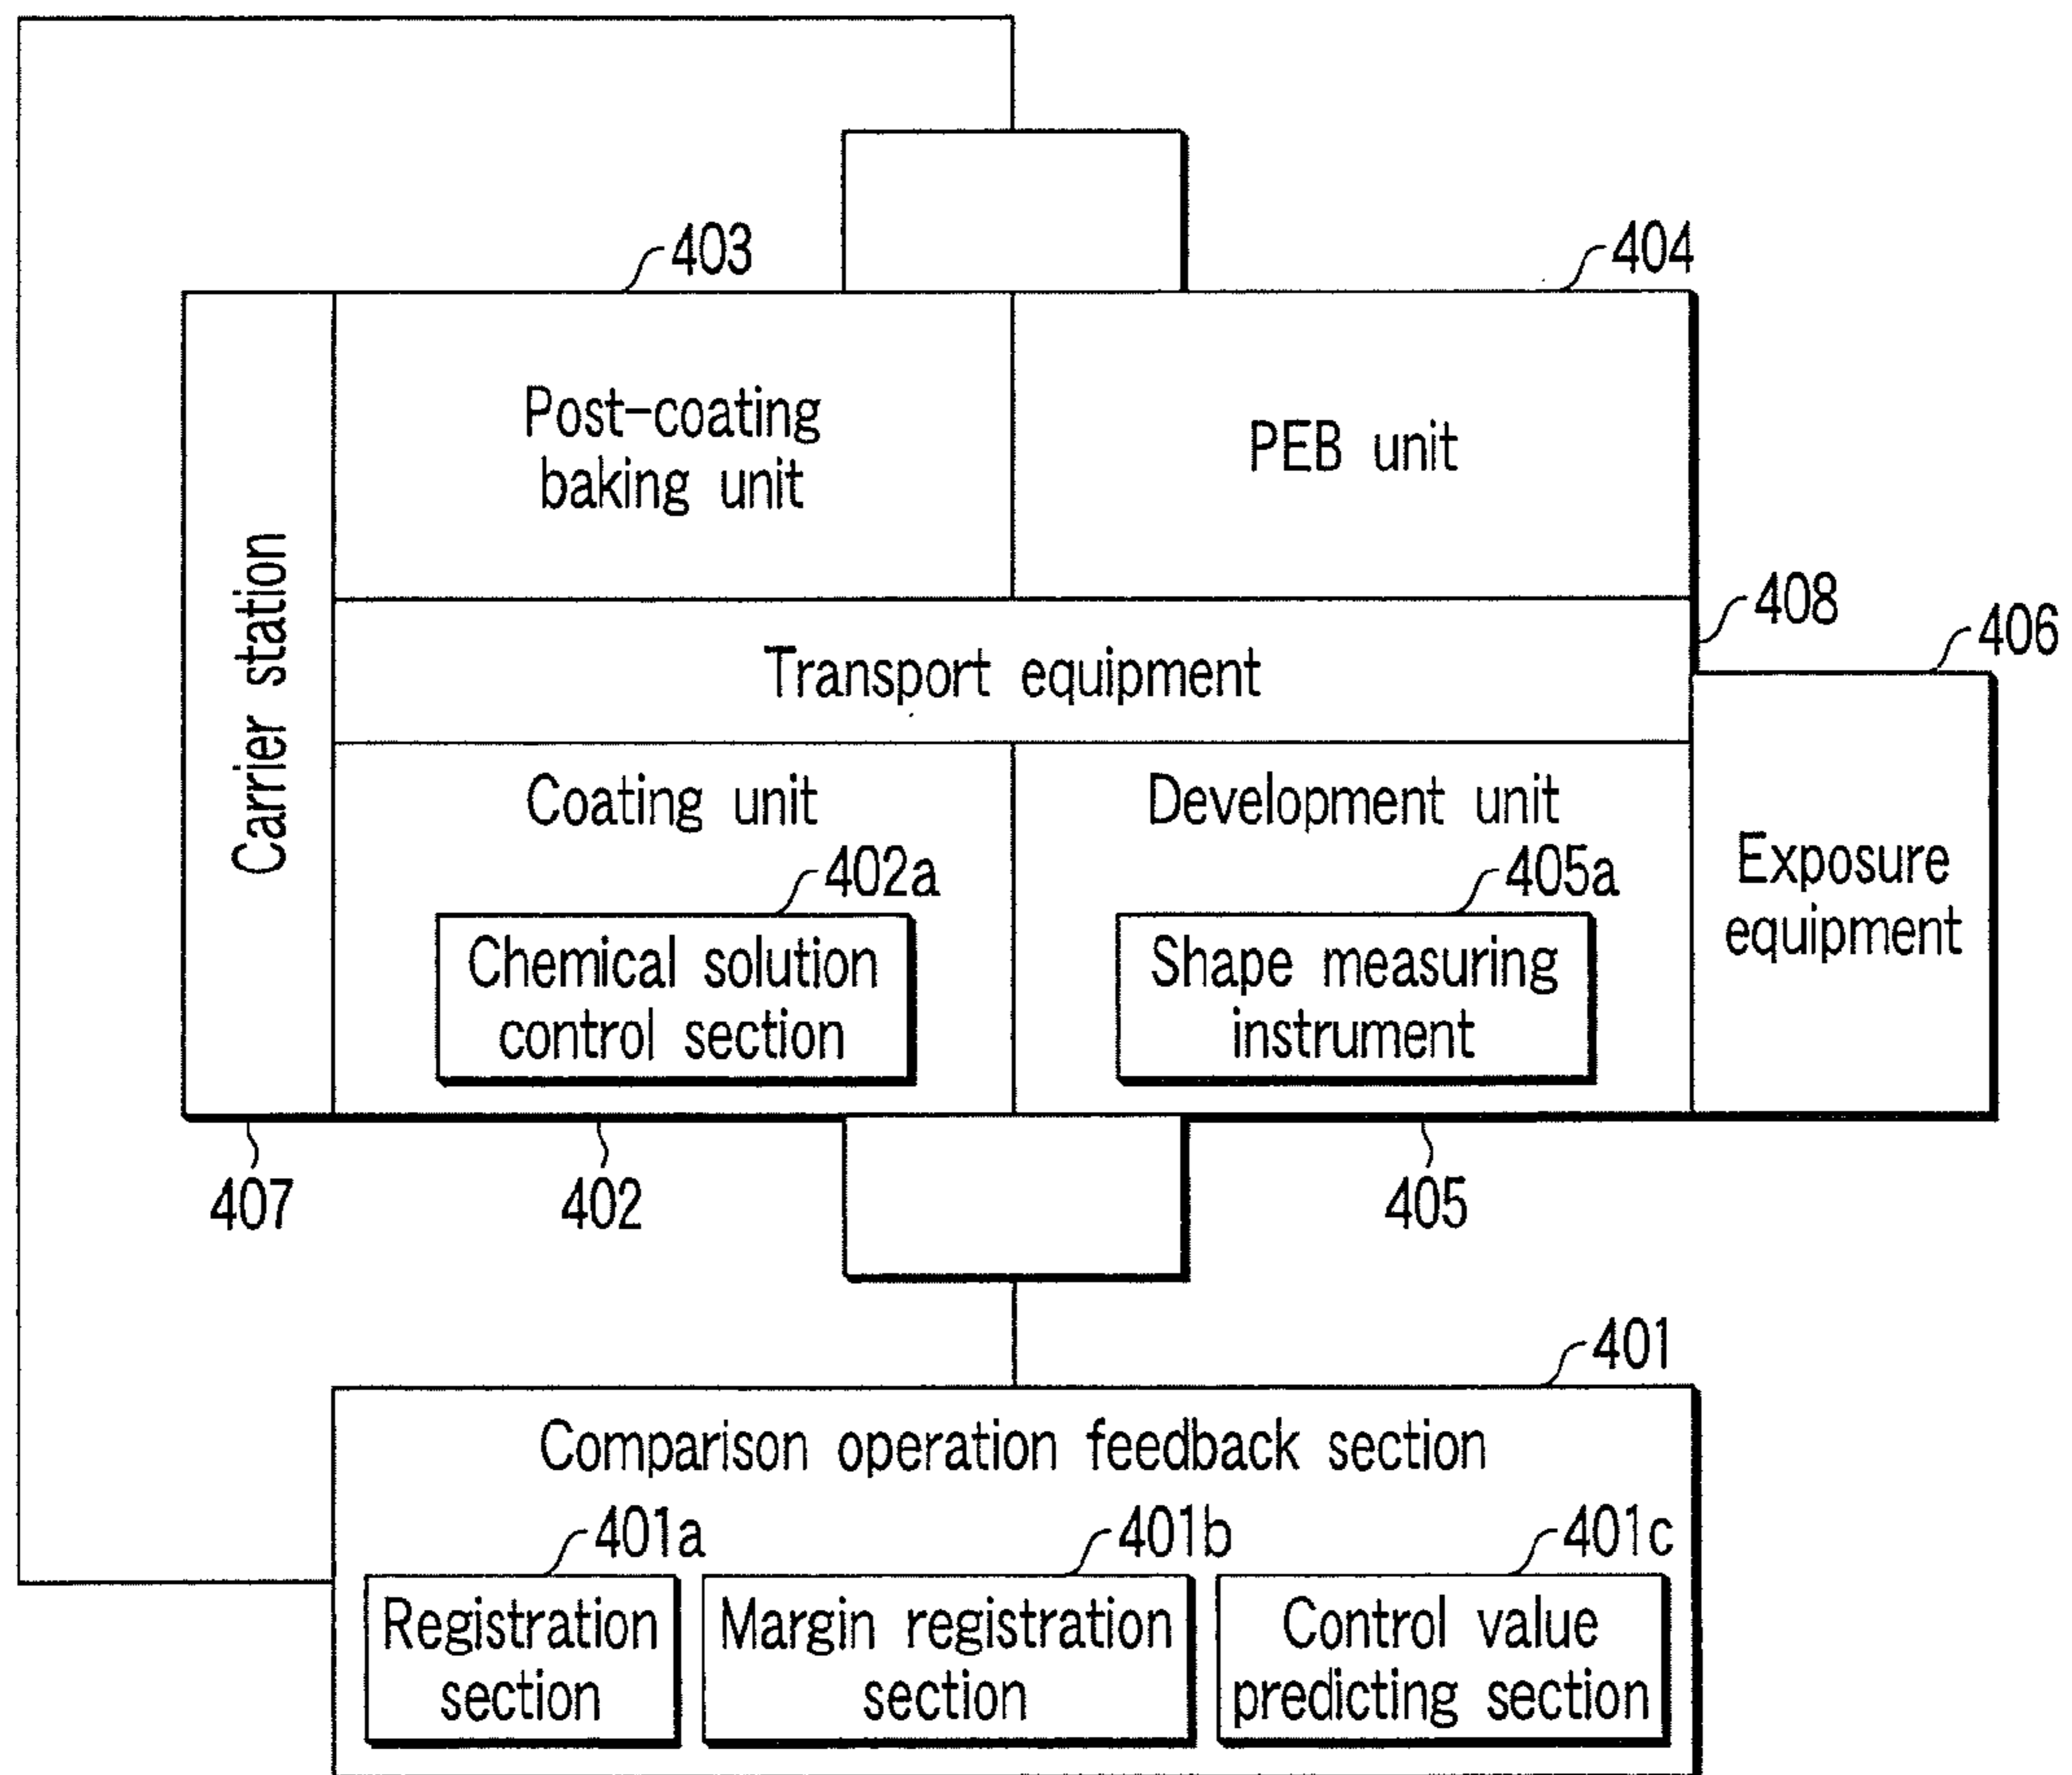 403
404
Post-coating
baking unit
PEB unit
408
406
Carrier station
Transport equipment
Coating unit
Development unit
402a
405a
Exposure
equipment
Chemical solution
control section
Shape measuring
instrument
407
402
405
401
Comparison operation feedback section
401a
401b
401c
Registration
section
Margin registration
section
Control value
predicting section